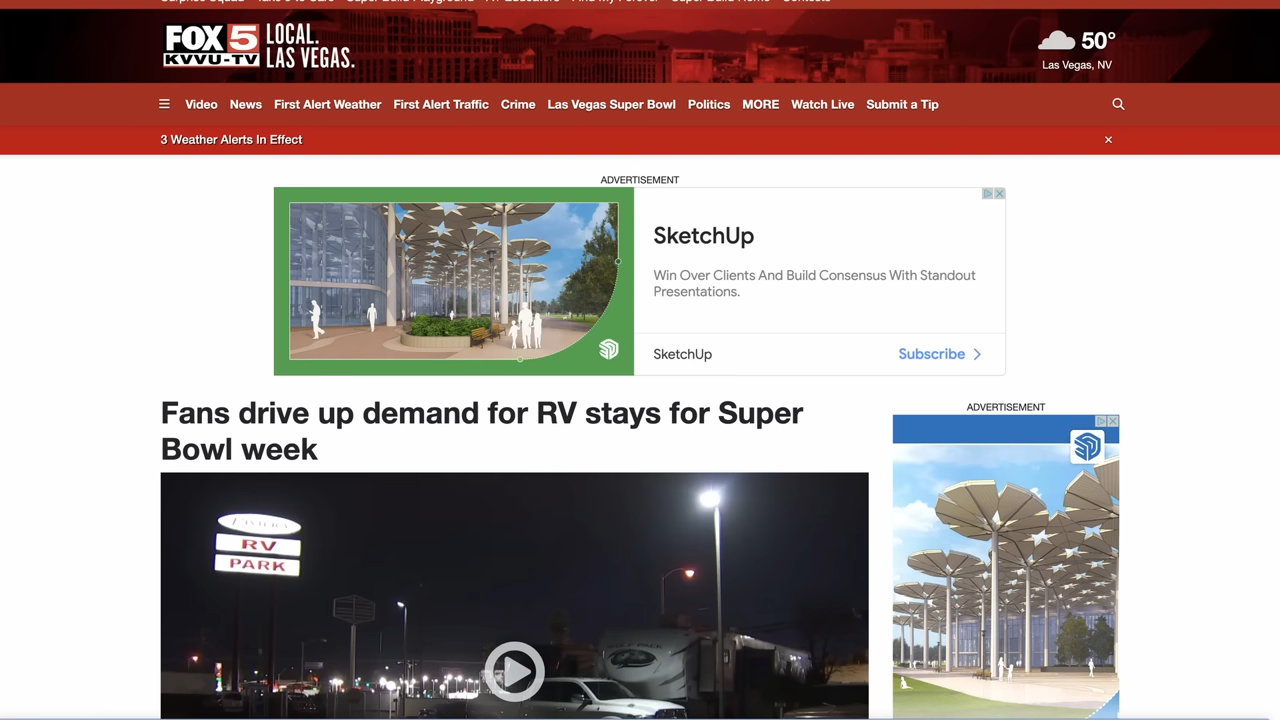 FOX 5
KVVU-TV
LOCAL.
LAS VEGAS.
50°
Las Vegas, NV
Video News First Alert Weather First Alert Traffic Crime Las Vegas Super Bowl Politics MORE Watch Live Submit a Tip
3 Weather Alerts In Effect
ADVERTISEMENT
SketchUp
Win Over Clients And Build Consensus With Standout
Presentations.
SketchUp Subscribe
Fans drive up demand for RV stays for Super
Bowl week
ADVERTISEMENT
RV
PARK